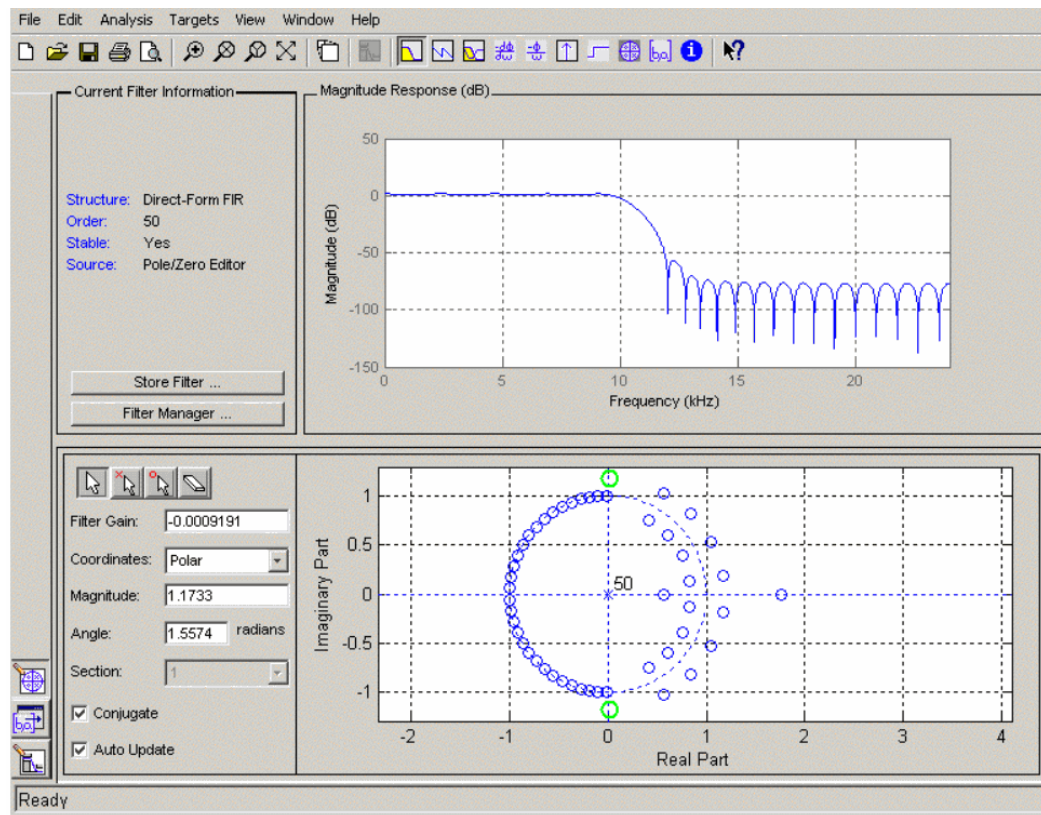 File Edit Analysis Targets View Window Help
Current Filter Information
Structure: Direct-Form FIR
Order: 50
Stable: Yes
Source: Pole/Zero Editor
Store Filter ...
Filter Manager ...
Magnitude Response (dB)
Magnitude (dB)
50
0
-50
-100
-150
0 5 10 15 20
Frequency (kHz)
Filter Gain: -0.0009191
Coordinates: Polar
Magnitude: 1.1733
Angle: 1.5574 radians
Section: 1
Conjugate
Auto Update
Imaginary Part
1
0.5
0
-0.5
-1
50
-2 -1 0 1 2 3 4
Real Part
Ready